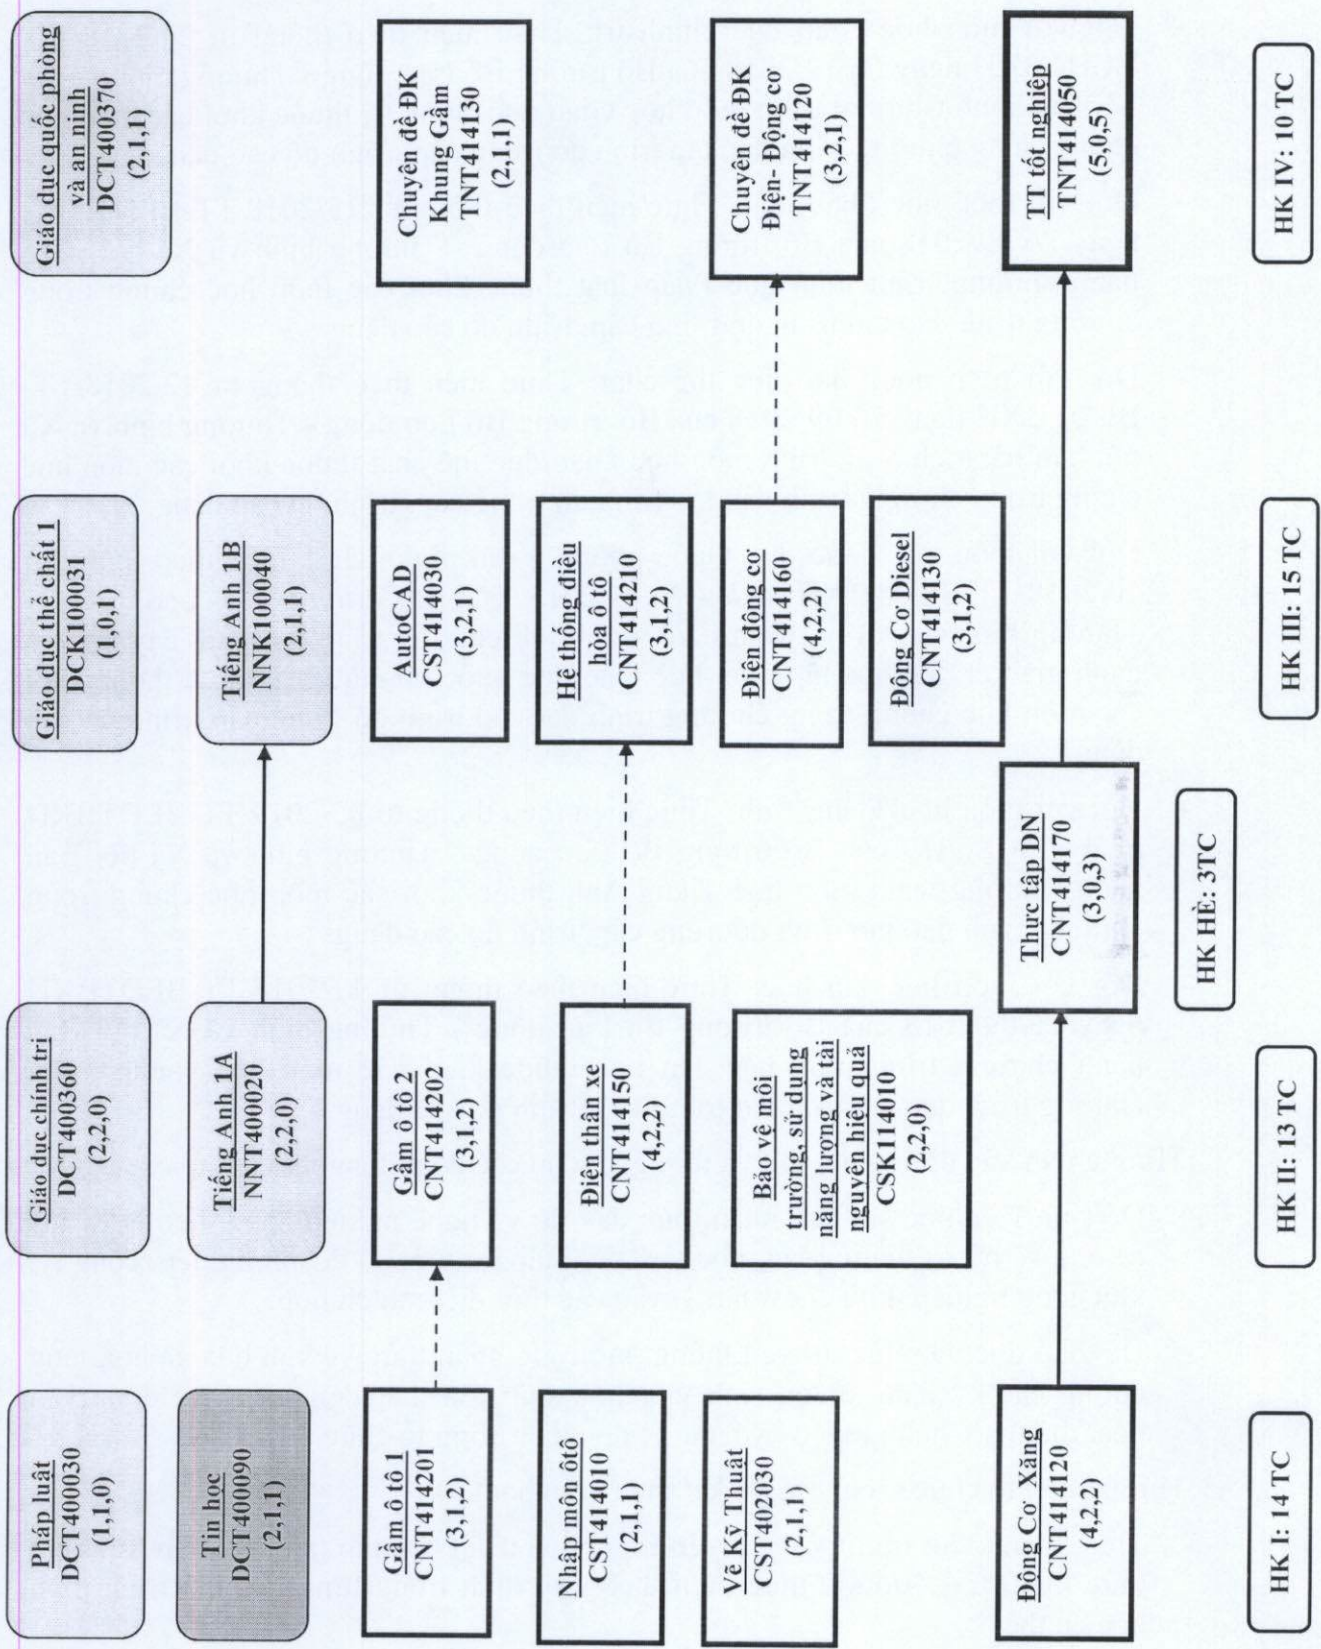 Pháp luật
DCT400030
(1,1,0)
Tin học
DCT400090
(2,1,1)
Gầm ô tô 1
CNT414201
(3,1,2)
Nhập môn ôtô
CST414010
(2,1,1)
Vẽ Kỹ Thuật
CST402030
(2,1,1)
Động Cơ Xăng
CNT414120
(4,2,2)
HK I: 14 TC
Giáo dục chính trị
DCT400360
(2,2,0)
Tiếng Anh 1A
NNT400020
(2,2,0)
Gầm ô tô 2
CNT414202
(3,1,2)
Điện thân xe
CNT414150
(4,2,2)
Bảo vệ môi
trường, sử dụng
năng lượng và tài
nguyên hiệu quả
CSK114010
(2,2,0)
HK II: 13 TC
Thực tập DN
CNT414170
(3,0,3)
HK HÈ: 3TC
Giáo dục thể chất 1
DCK100031
(1,0,1)
Tiếng Anh 1B
NNK100040
(2,1,1)
AutoCAD
CST414030
(3,2,1)
Hệ thống điều
hòa ô tô
CNT414210
(3,1,2)
Điện động cơ
CNT414160
(4,2,2)
Động Cơ Diesel
CNT414130
(3,1,2)
HK III: 15 TC
Giáo dục quốc phòng
và an ninh
DCT400370
(2,1,1)
Chuyên đề ĐK
Khung Gầm
TNT414130
(2,1,1)
Chuyên đề ĐK
Điện- Động cơ
TNT414120
(3,2,1)
TT tốt nghiệp
TNT414050
(5,0,5)
HK IV: 10 TC